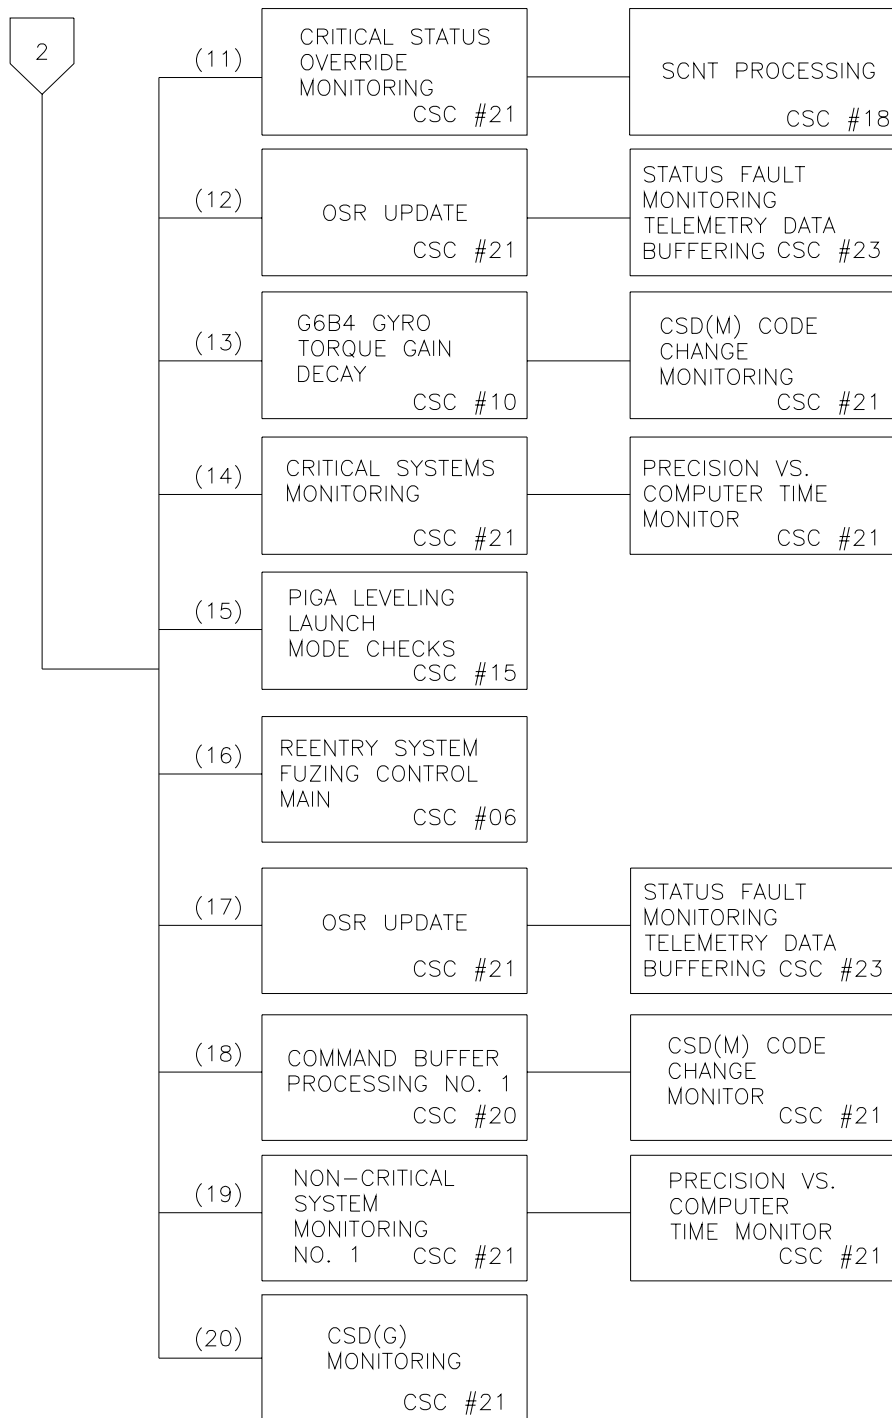 2
(11)
CRITICAL STATUS
OVERRIDE
MONITORING
CSC #21
SCNT PROCESSING
CSC #18
(12)
OSR UPDATE
CSC #21
STATUS FAULT
MONITORING
TELEMETRY DATA
BUFFERING CSC #23
(13)
G6B4 GYRO
TORQUE GAIN
DECAY
CSC #10
CSD(M) CODE
CHANGE
MONITORING
CSC #21
(14)
CRITICAL SYSTEMS
MONITORING
CSC #21
PRECISION VS.
COMPUTER TIME
MONITOR
CSC #21
(15)
PIGA LEVELING
LAUNCH
MODE CHECKS
CSC #15
(16)
REENTRY SYSTEM
FUZING CONTROL
MAIN
CSC #06
(17)
OSR UPDATE
CSC #21
STATUS FAULT
MONITORING
TELEMETRY DATA
BUFFERING CSC #23
(18)
COMMAND BUFFER
PROCESSING NO. 1
CSC #20
CSD(M) CODE
CHANGE
MONITOR
CSC #21
(19)
NON-CRITICAL
SYSTEM
MONITORING
NO. 1 CSC #21
PRECISION VS.
COMPUTER
TIME MONITOR
CSC #21
(20)
CSD(G)
MONITORING
CSC #21